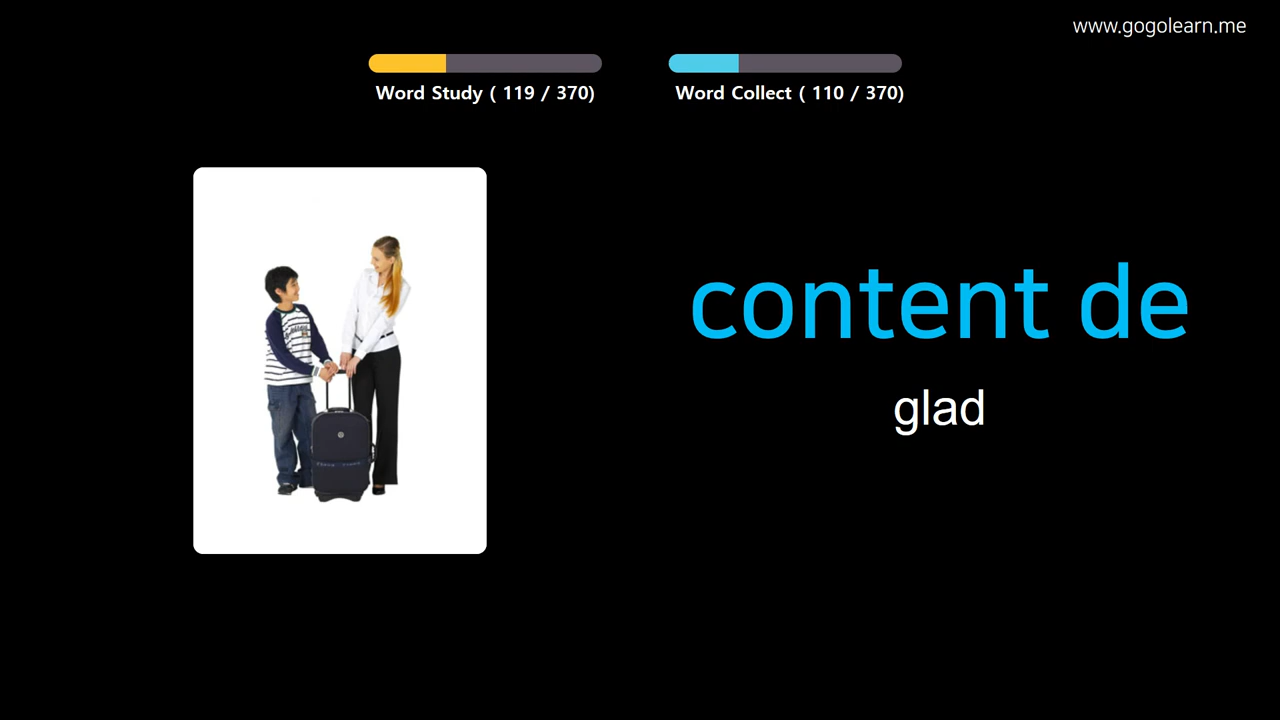 www.gogolearn.me
Word Study ( 119 / 370)
Word Collect ( 110 / 370)
content de
glad